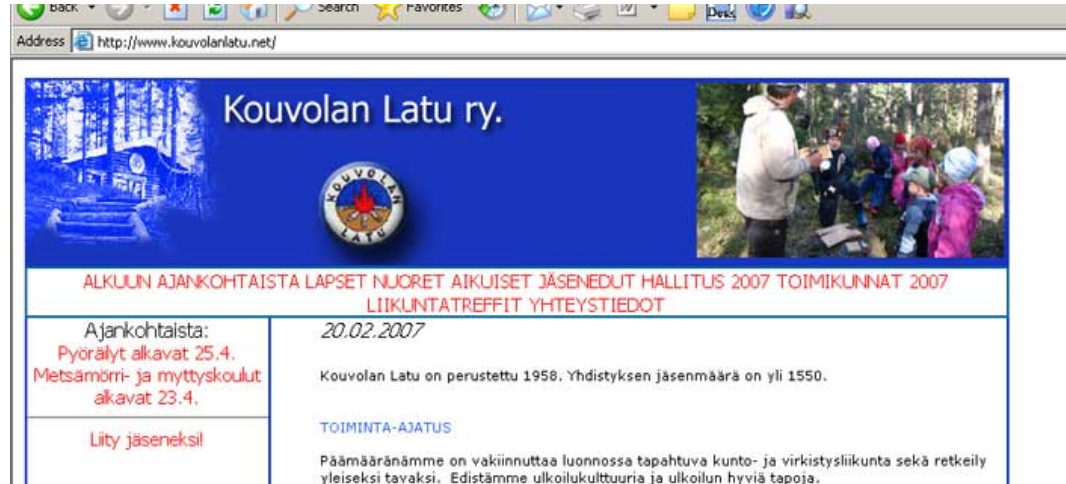 Back
Search
Favorites
Address http://www.kouvolanlatu.net/
Kouvolan Latu ry.
KOUVOLAN
LATU
ALKUUN AJANKOHTAISTA LAPSET NUORET AIKUISET JÄSENEDUT HALLITUS 2007 TOIMIKUNNAT 2007
LIIKUNTATREFFIT YHTEYSTIEDOT
Ajankohtaista:
Pyöräilyt alkavat 25.4.
Metsämörri- ja myttyskoulut
alkavat 23.4.
Liity jäseneksi!
20.02.2007
Kouvolan Latu on perustettu 1958. Yhdistyksen jäsenmäärä on yli 1550.
TOIMINTA-AJATUS
Päämääränämme on vakiinnuttaa luonnossa tapahtuva kunto- ja virkistysliikunta sekä retkeily
yleiseksi tavaksi. Edistämme ulkoilukulttuuria ja ulkoilun hyviä tapoja.